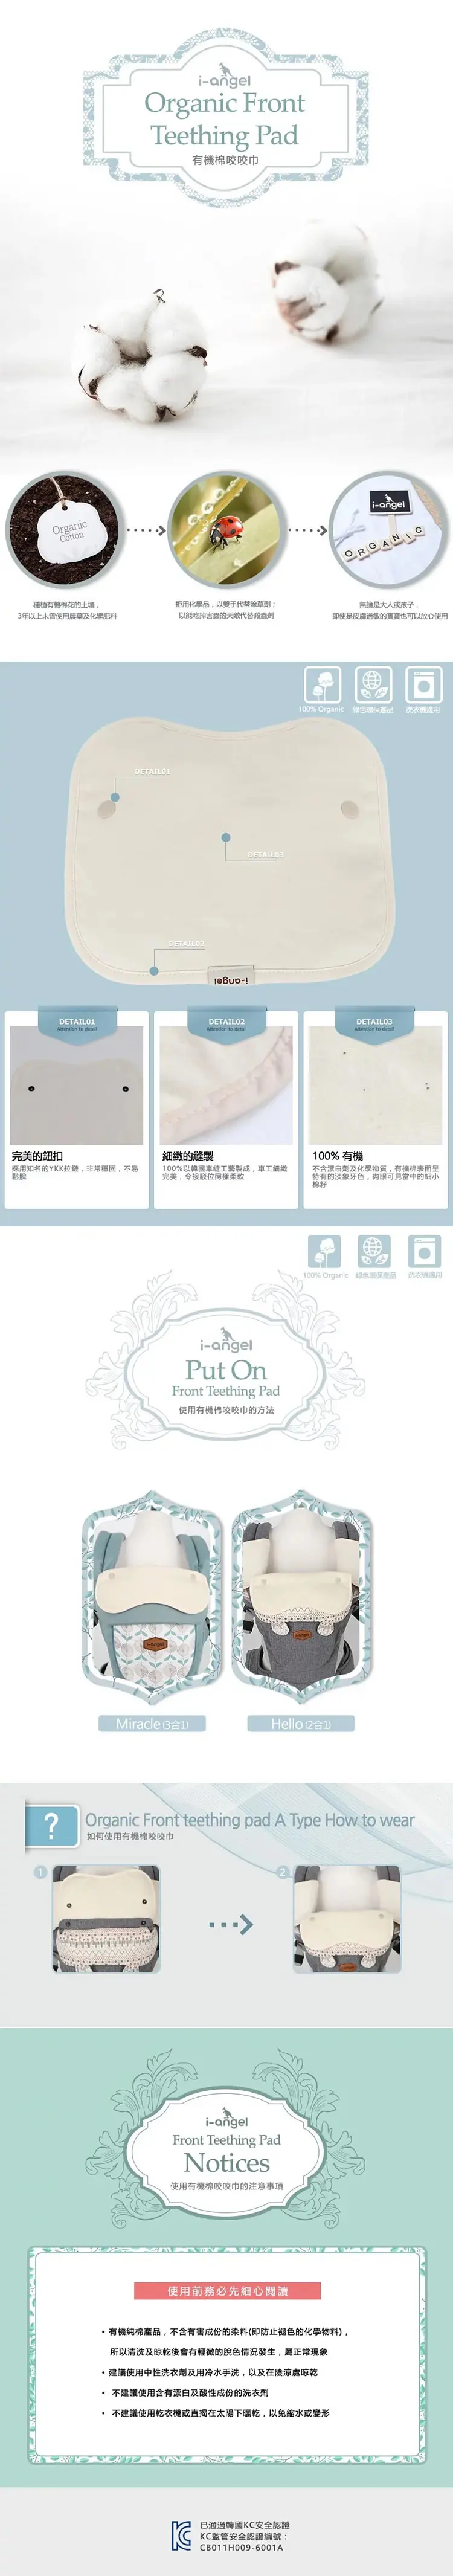 i-angel
Organic Front
Teething Pad
有機棉咬咬巾
Organic
Cotton
i-angel
ORGANIC
種植有機棉花的土壤，
3年以上未曾使用農藥及化學肥料
拒用化學品，以雙手代替除草劑；
以願吃掉害蟲的天敵代替殺蟲劑
無論是大人或孩子，
即使是皮膚過敏的寶寶也可以放心使用
100% Organic
綠色環保產品
洗衣機適用
DETAIL01
DETAIL03
DETAIL02
i-angel
DETAIL01
Attention to detail
DETAIL02
Attention to detail
DETAIL03
Attention to detail
完美的鈕扣
採用知名的YKK拉鏈，非常穩固，不易
鬆脫
細緻的縫製
100%以韓國車縫工藝製成，車工細緻
完美，令接駁位同樣柔軟
100% 有機
不含漂白劑及化學物質，有機棉表面呈
特有的淡象牙色，肉眼可見當中的細小
棉籽
100% Organic
綠色環保產品
洗衣機適用
i-angel
Put On
Front Teething Pad
使用有機棉咬咬巾的方法
i-angel
i-angel
Miracle (3合1)
Hello (2合1)
?
Organic Front teething pad A Type How to wear
如何使用有機棉咬咬巾
1
2
i-angel
Front Teething Pad
Notices
使用有機棉咬咬巾的注意事項
使用前務必先細心閱讀
• 有機純棉產品，不含有害成份的染料(即防止褪色的化學物料)，
所以清洗及晾乾後會有輕微的脫色情況發生，屬正常現象
• 建議使用中性洗衣劑及用冷水手洗，以及在陰涼處晾乾
• 不建議使用含有漂白及酸性成份的洗衣劑
• 不建議使用乾衣機或直接在太陽下曬乾，以免縮水或變形
已通過韓國KC安全認證
KC監管安全認證編號：
CB011H009-6001A